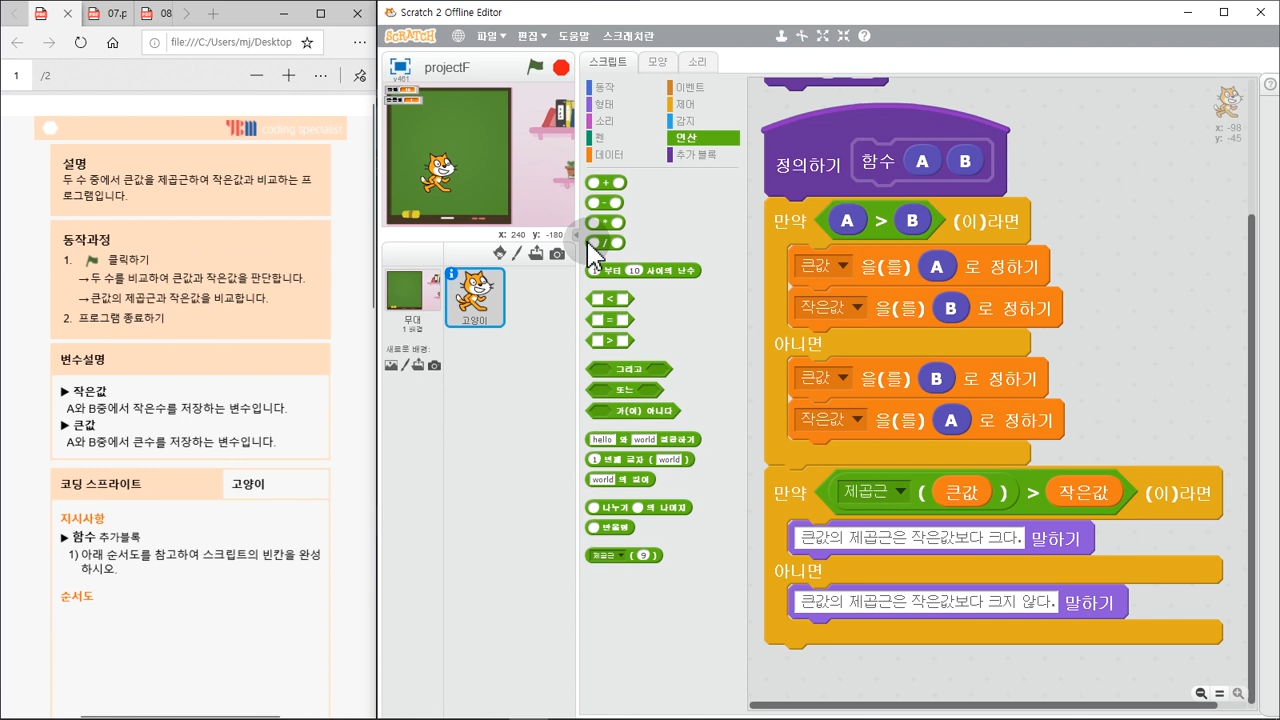 07.p
08
file:///C:/Users/mj/Desktop
1 /2
YBM coding specialist
설명
두 수 중에서 큰값을 제곱근하여 작은값과 비교하는 프
로그램입니다.
동작과정
1. 클릭하기
→두 수를 비교하여 큰값과 작은값을 판단합니다.
→큰값의 제곱근과 작은값을 비교합니다.
2. 프로그램 종료하기
변수설명
▶ 작은값
A와 B중에서 작은수를 저장하는 변수입니다.
▶ 큰값
A와 B중에서 큰수를 저장하는 변수입니다.
코딩 스프라이트 고양이
지시사항
▶ 함수 추가블록
1) 아래 순서도를 참고하여 스크립트의 빈칸을 완성
하시오.
순서도
Scratch 2 Offline Editor
SCRATCH 파일▼ 편집▼ 도움말 스크래치란
projectF
v461
x: 240 y: -180
무대
1 배경
고양이
새로운 배경:
스크립트 모양 소리
동작 이벤트
형태 제어
소리 감지
펜 연산
데이터 추가 블록
+
-
*
/
1 부터 10 사이의 난수
<
=
>
그리고
또는
가(이) 아니다
hello 와 world 결합하기
1 번째 글자 ( world )
world 의 길이
나누기 의 나머지
반올림
제곱근 ▼ ( 9 )
정의하기 함수 A B
만약 A > B (이)라면
큰값 ▼ 을(를) A 로 정하기
작은값 ▼ 을(를) B 로 정하기
아니면
큰값 ▼ 을(를) B 로 정하기
작은값 ▼ 을(를) A 로 정하기
만약 제곱근 ▼ ( 큰값 ) > 작은값 (이)라면
큰값의 제곱근은 작은값보다 크다. 말하기
아니면
큰값의 제곱근은 작은값보다 크지 않다. 말하기
x: -98
y: -45